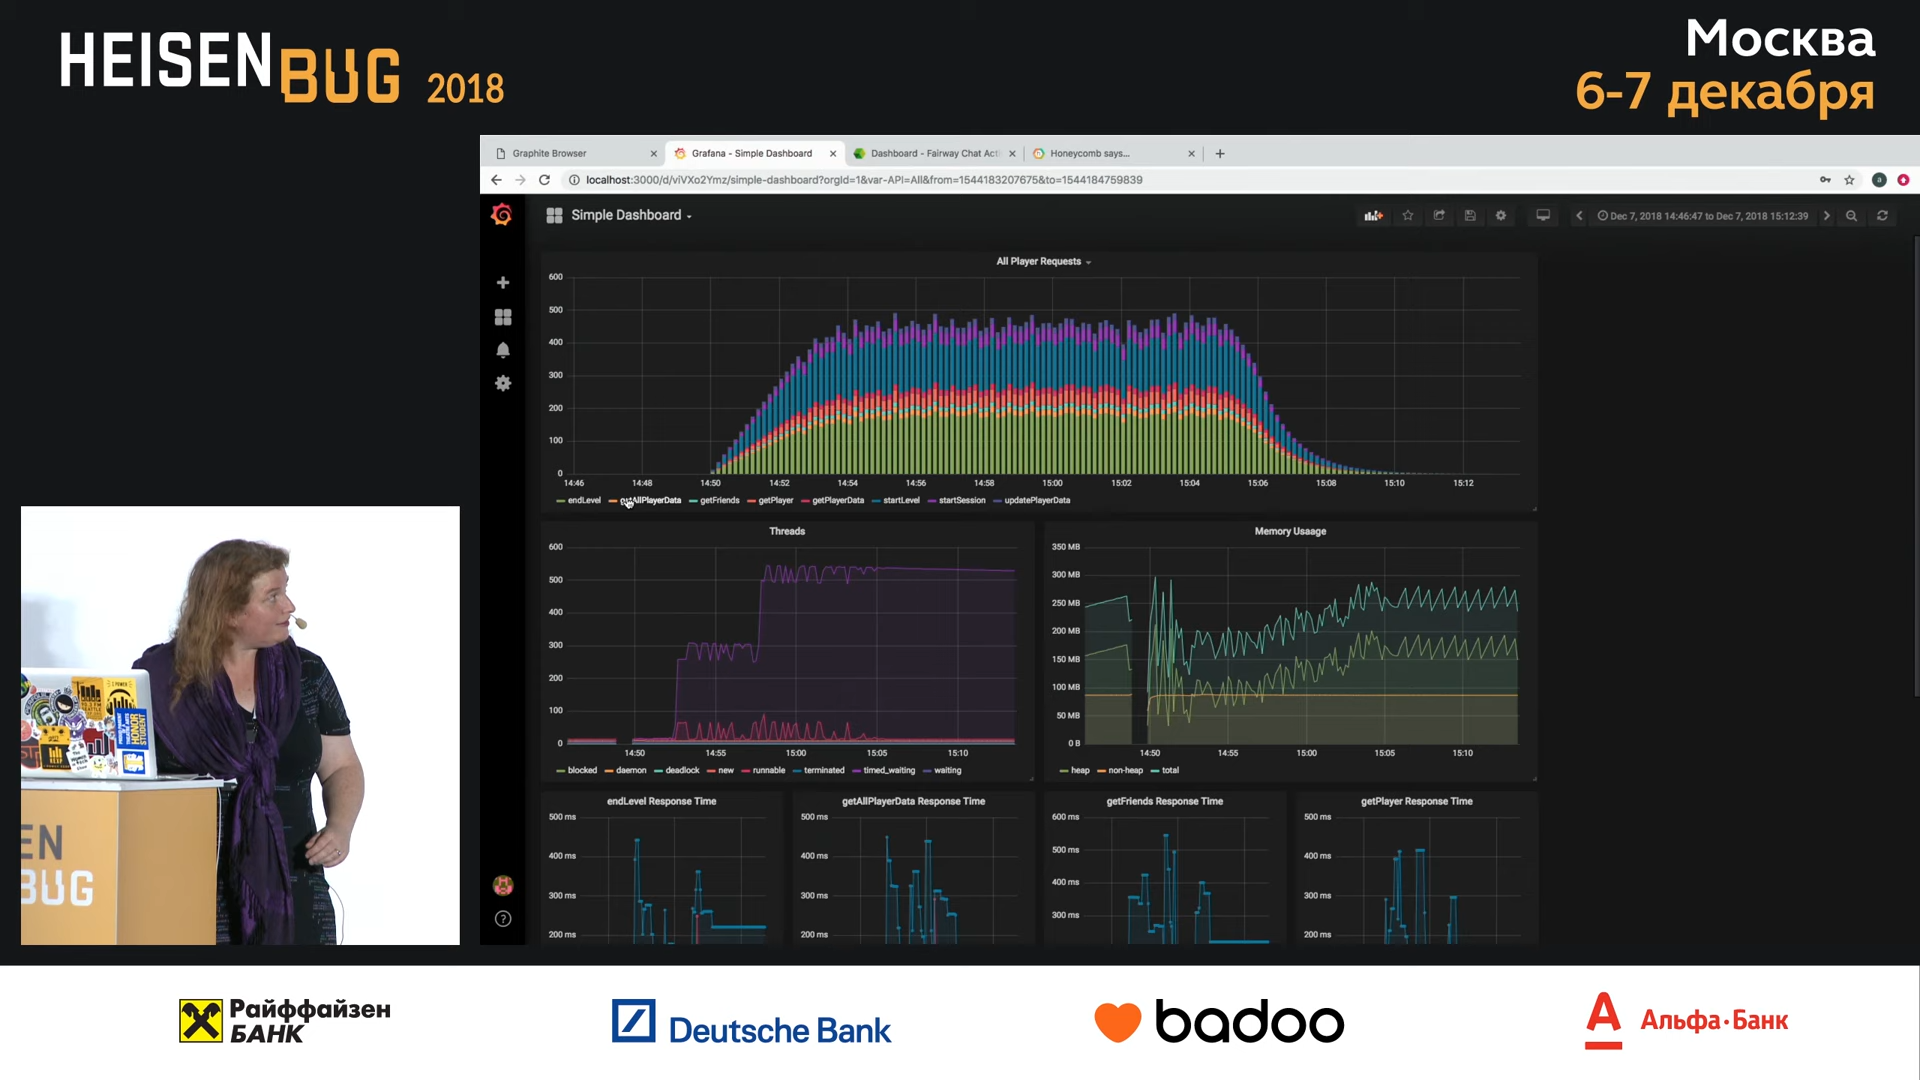 HEISENBUG 2018
Москва
6-7 декабря
Graphite Browser
Grafana - Simple Dashboard
Dashboard - Fairway Chat Acti
Honeycomb says...
localhost:3000/d/viVXo2Ymz/simple-dashboard?orgId=1&var-API=All&from=1544183207675&to=1544184759839
Simple Dashboard
Dec 7, 2018 14:46:47 to Dec 7, 2018 15:12:39
All Player Requests
600
500
400
300
200
100
0
14:46 14:48 14:50 14:52 14:54 14:56 14:58 15:00 15:02 15:04 15:06 15:08 15:10 15:12
endLevel getAllPlayerData getFriends getPlayer getPlayerData startLevel startSession updatePlayerData
Threads
600
500
400
300
200
100
0
14:50 14:55 15:00 15:05 15:10
blocked daemon deadlock new runnable terminated timed_waiting waiting
Memory Usaage
350 MB
300 MB
250 MB
200 MB
150 MB
100 MB
50 MB
0 B
14:50 14:55 15:00 15:05 15:10
heap non-heap total
endLevel Response Time
500 ms
400 ms
300 ms
200 ms
getAllPlayerData Response Time
500 ms
400 ms
300 ms
200 ms
getFriends Response Time
600 ms
500 ms
400 ms
300 ms
getPlayer Response Time
500 ms
400 ms
300 ms
200 ms
EN
BUG
Райффайзен
БАНК
Deutsche Bank
badoo
Альфа·Банк